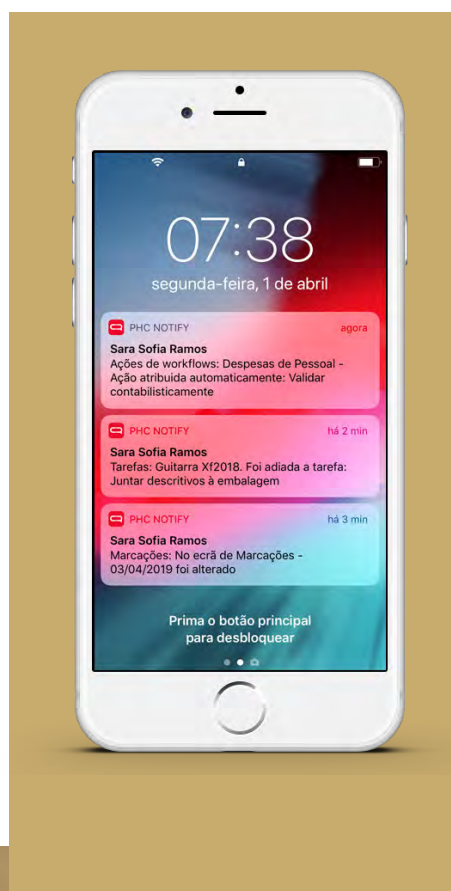 07:38
segunda-feira, 1 de abril
PHC NOTIFY agora
Sara Sofia Ramos
Ações de workflows: Despesas de Pessoal -
Ação atribuida automaticamente: Validar
contabilisticamente
PHC NOTIFY há 2 min
Sara Sofia Ramos
Tarefas: Guitarra Xf2018. Foi adiada a tarefa:
Juntar descritivos à embalagem
PHC NOTIFY há 3 min
Sara Sofia Ramos
Marcações: No ecrã de Marcações -
03/04/2019 foi alterado
Prima o botão principal
para desbloquear